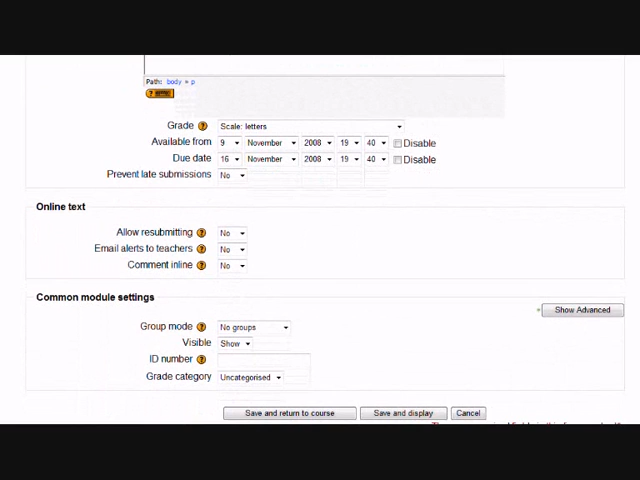 Path: body » p
Grade Scale: letters
Available from 9 November 2008 19 40 Disable
Due date 16 November 2008 19 40 Disable
Prevent late submissions No
Online text
Allow resubmitting No
Email alerts to teachers No
Comment inline No
Common module settings
Show Advanced
Group mode No groups
Visible Show
ID number
Grade category Uncategorised
Save and return to course Save and display Cancel